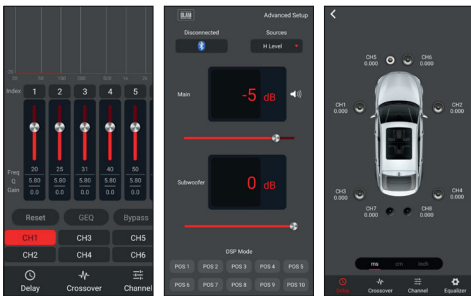 Index 1 2 3 4 5
Freq 20 25 31 40 50
Q 5.80 5.80 5.80 5.80 5.80
Gain 0.0 0.0 0.0 0.0 0.0
Reset GEQ Bypass
CH1 CH3 CH5
CH2 CH4 CH6
Delay Crossover Channel
BLAM Advanced Setup
Disconnected Sources
H Level
Main -5 dB
Subwoofer 0 dB
DSP Mode
POS 1 POS 2 POS 3 POS 4 POS 5
POS 6 POS 7 POS 8 POS 9 POS 10
CH5 0.000 CH6 0.000
CH1 0.000 CH2 0.000
CH3 0.000 CH4 0.000
CH7 0.000 CH8 0.000
ms cm inch
Delay Crossover Channel Equalizer